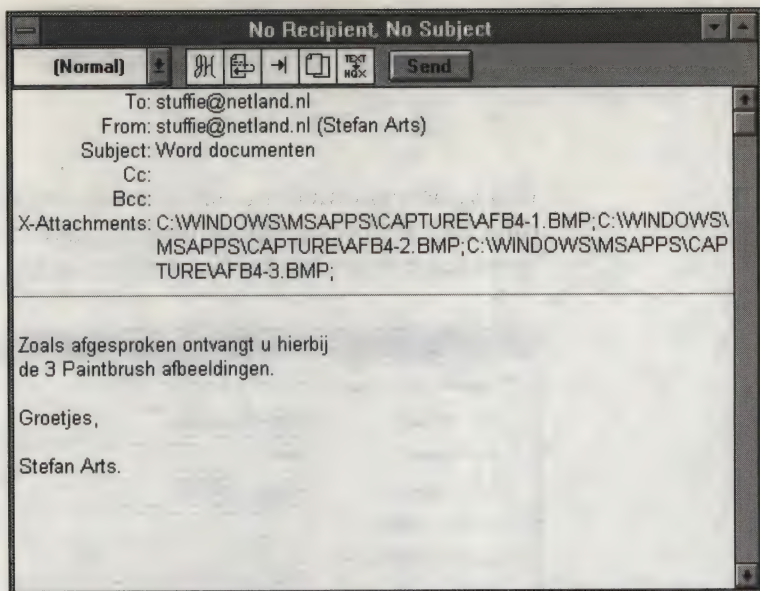 No Recipient, No Subject
(Normal)
TEXT
HQX
Send
To: stuffie@netland.nl
From: stuffie@netland.nl (Stefan Arts)
Subject: Word documenten
Cc:
Bcc:
X-Attachments: C:\WINDOWS\MSAPPS\CAPTURE\AFB4-1.BMP;C:\WINDOWS\
MSAPPS\CAPTURE\AFB4-2.BMP;C:\WINDOWS\MSAPPS\CAP
TURE\AFB4-3.BMP;
Zoals afgesproken ontvangt u hierbij
de 3 Paintbrush afbeeldingen.
Groetjes,
Stefan Arts.